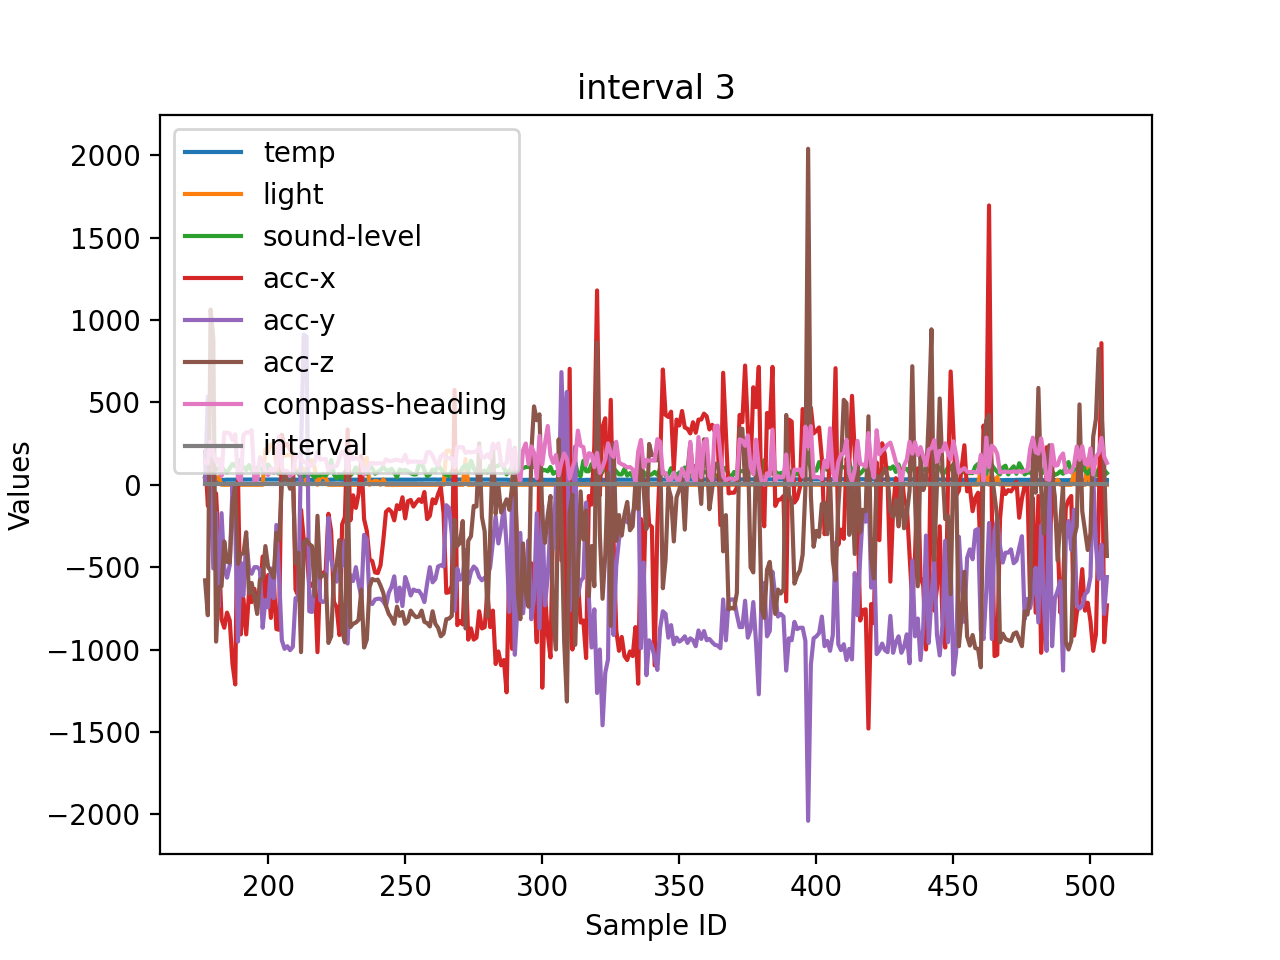 interval 3
2000
1500
1000
500
0
−500
−1000
−1500
−2000
Values
temp
light
sound-level
acc-x
acc-y
acc-z
compass-heading
interval
200 250 300 350 400 450 500
Sample ID